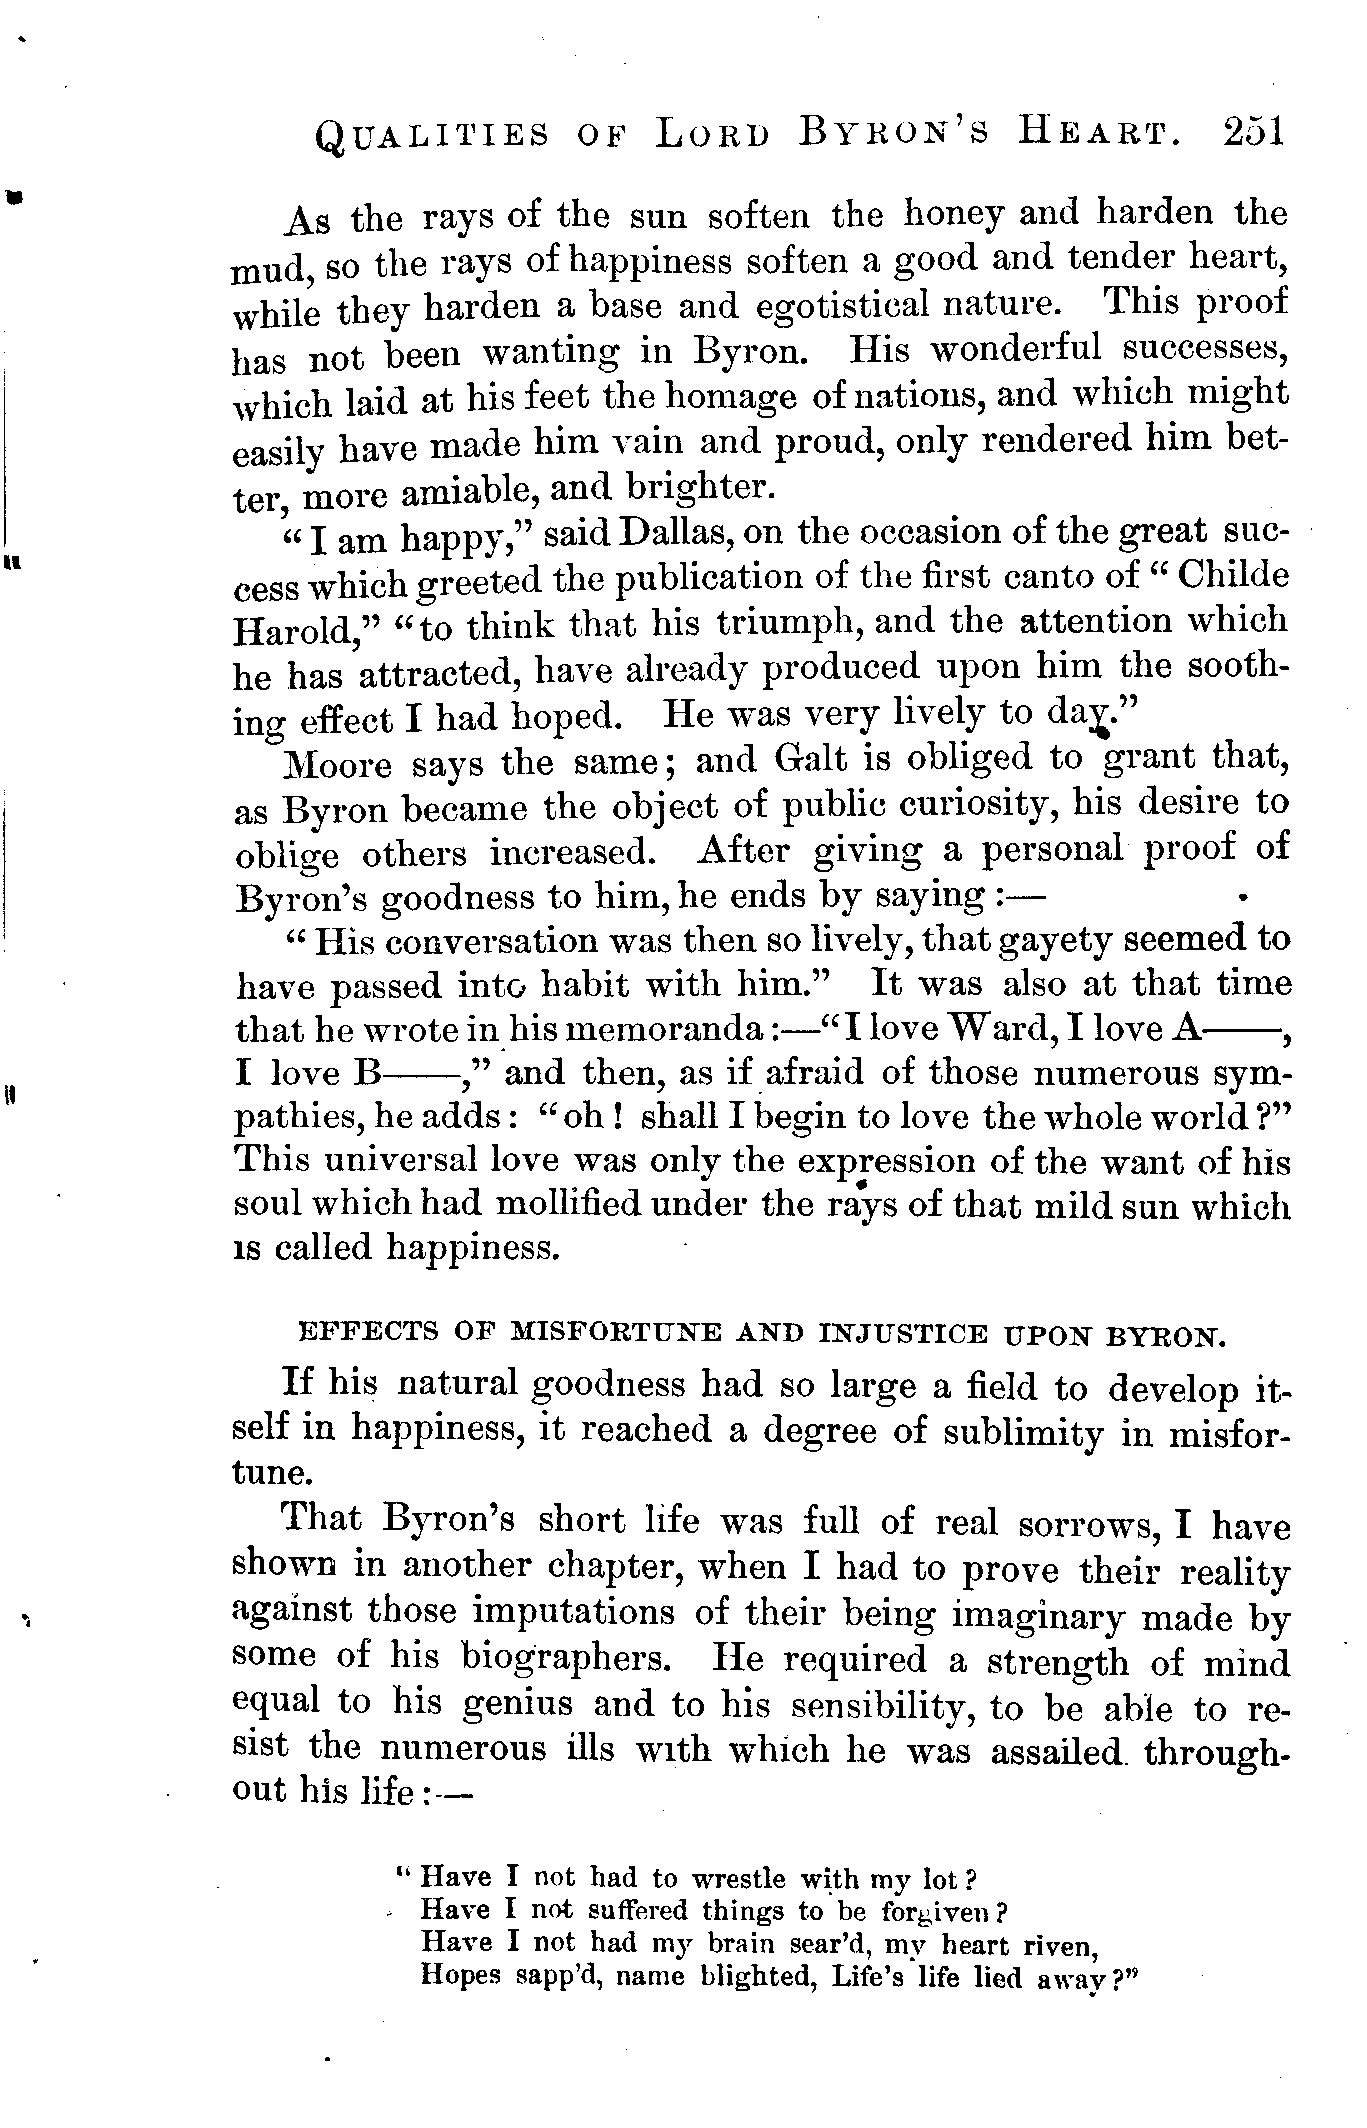 QUALITIES OF LORD BYRON'S HEART. 251
As the rays of the sun soften the honey and harden the
mud, so the rays of happiness soften a good and tender heart,
while they harden a base and egotistical nature. This proof
has not been wanting in Byron. His wonderful successes,
which laid at his feet the homage of nations, and which might
easily have made him vain and proud, only rendered him bet-
ter, more amiable, and brighter.
“I am happy,” said Dallas, on the occasion of the great suc-
cess which greeted the publication of the first canto of “Childe
Harold,” “to think that his triumph, and the attention which
he has attracted, have already produced upon him the sooth-
ing effect I had hoped. He was very lively to day.”
Moore says the same; and Galt is obliged to grant that,
as Byron became the object of public curiosity, his desire to
oblige others increased. After giving a personal proof of
Byron's goodness to him, he ends by saying:—
“His conversation was then so lively, that gayety seemed to
have passed into habit with him.” It was also at that time
that he wrote in his memoranda:—“I love Ward, I love A——,
I love B——,” and then, as if afraid of those numerous sym-
pathies, he adds: “oh! shall I begin to love the whole world?”
This universal love was only the expression of the want of his
soul which had mollified under the rays of that mild sun which
is called happiness.
EFFECTS OF MISFORTUNE AND INJUSTICE UPON BYRON.
If his natural goodness had so large a field to develop it-
self in happiness, it reached a degree of sublimity in misfor-
tune.
That Byron's short life was full of real sorrows, I have
shown in another chapter, when I had to prove their reality
against those imputations of their being imaginary made by
some of his biographers. He required a strength of mind
equal to his genius and to his sensibility, to be able to re-
sist the numerous ills with which he was assailed through-
out his life:—
“Have I not had to wrestle with my lot?
Have I not suffered things to be forgiven?
Have I not had my brain sear'd, my heart riven,
Hopes sapp'd, name blighted, Life's life lied away?”